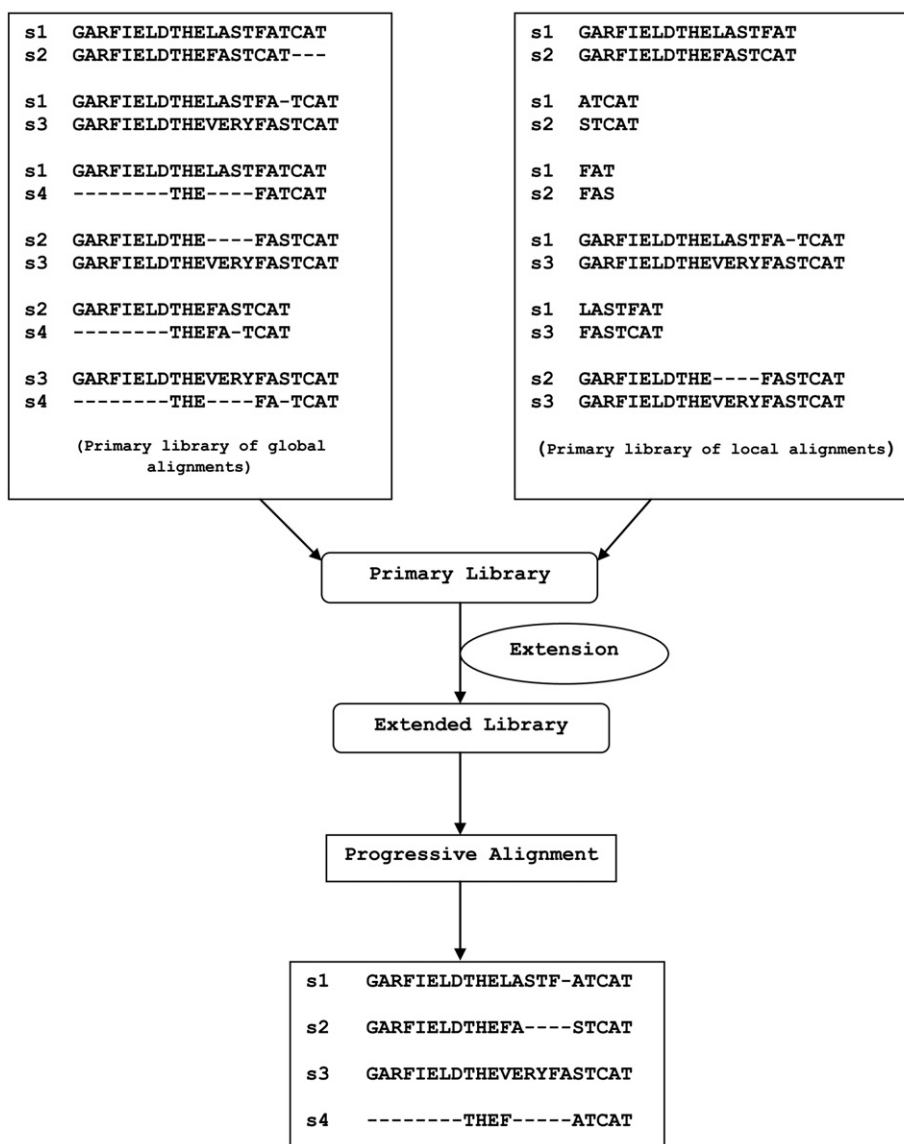 s1 GARFIELDTHELASTFATCAT
s2 GARFIELDTHEFASTCAT---
s1 GARFIELDTHELASTFA-TCAT
s3 GARFIELDTHEVERYFASTCAT
s1 GARFIELDTHELASTFATCAT
s4 --------THE----FATCAT
s2 GARFIELDTHE----FASTCAT
s3 GARFIELDTHEVERYFASTCAT
s2 GARFIELDTHEFASTCAT
s4 --------THEFA-TCAT
s3 GARFIELDTHEVERYFASTCAT
s4 --------THE----FA-TCAT
(Primary library of global
alignments)
s1 GARFIELDTHELASTFAT
s2 GARFIELDTHEFASTCAT
s1 ATCAT
s2 STCAT
s1 FAT
s2 FAS
s1 GARFIELDTHELASTFA-TCAT
s3 GARFIELDTHEVERYFASTCAT
s1 LASTFAT
s3 FASTCAT
s2 GARFIELDTHE----FASTCAT
s3 GARFIELDTHEVERYFASTCAT
(Primary library of local alignments)
Primary Library
Extension
Extended Library
Progressive Alignment
s1 GARFIELDTHELASTF-ATCAT
s2 GARFIELDTHEFA----STCAT
s3 GARFIELDTHEVERYFASTCAT
s4 --------THEF-----ATCAT